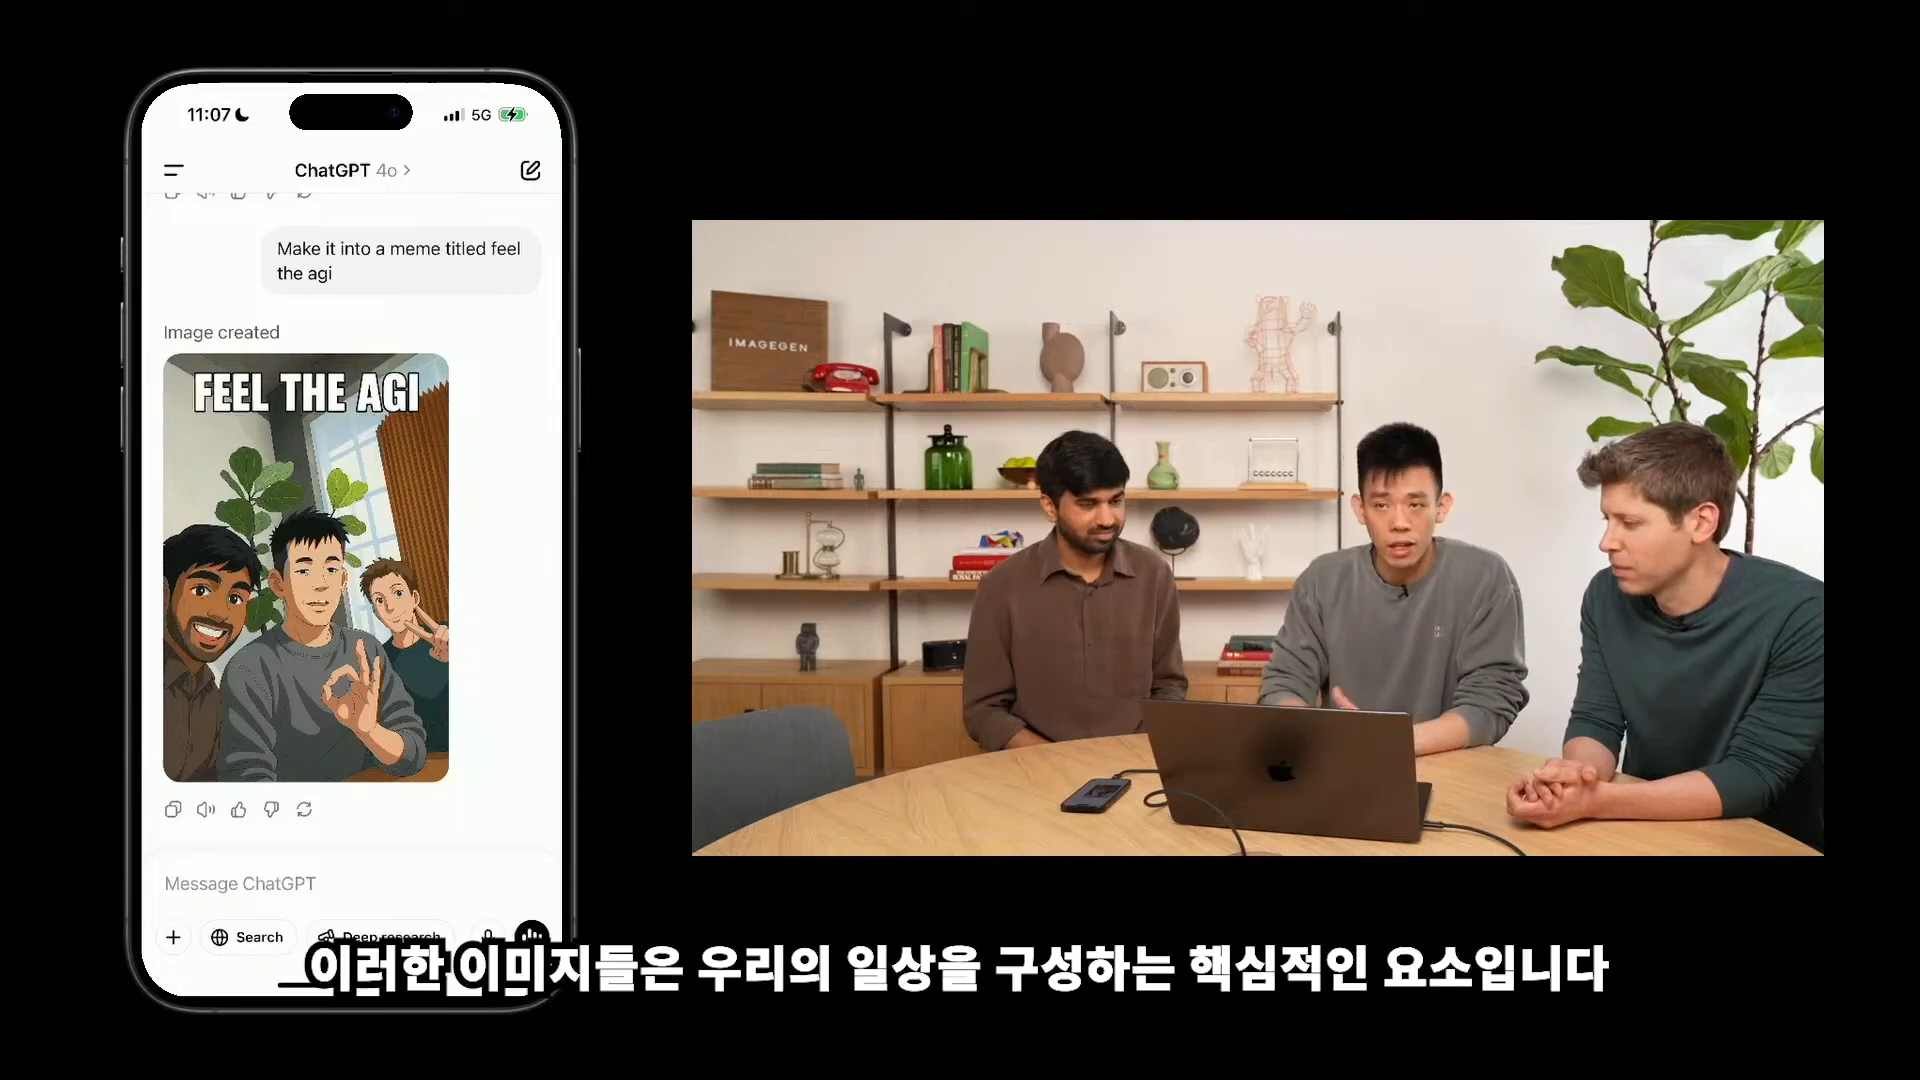 11:07
5G
ChatGPT 4o >
Make it into a meme titled feel
the agi
Image created
FEEL THE AGI
Message ChatGPT
Search
Deep research
IMAGEGEN
이러한 이미지들은 우리의 일상을 구성하는 핵심적인 요소입니다